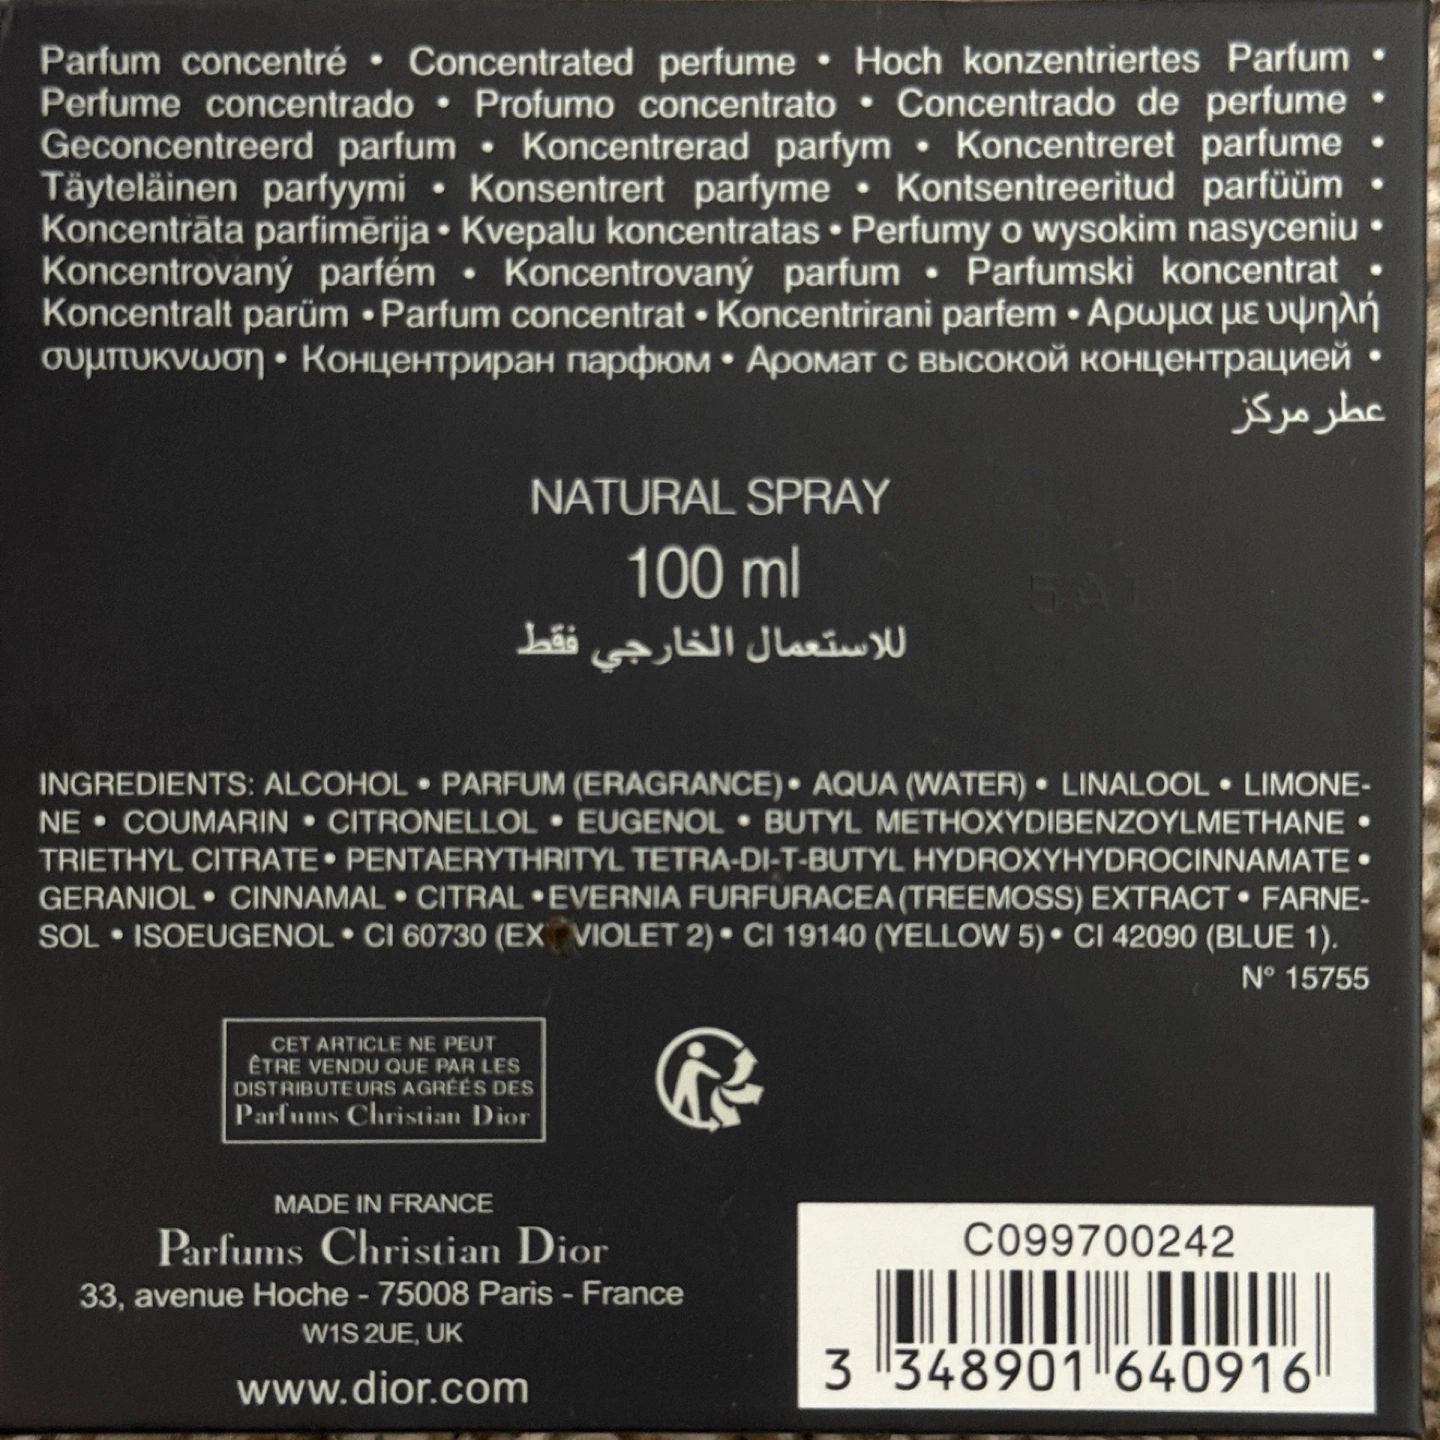 Parfum concentré • Concentrated perfume • Hoch konzentriertes Parfum •
Perfume concentrado • Profumo concentrato • Concentrado de perfume •
Geconcentreerd parfum • Koncentrerad parfym • Koncentreret parfume •
Täyteläinen parfyymi • Konsentrert parfyme • Kontsentreeritud parfüüm •
Koncentrāta parfimērija • Kvepalu koncentratas • Perfumy o wysokim nasyceniu •
Koncentrovaný parfém • Koncentrovaný parfum • Parfumski koncentrat •
Koncentralt parüm • Parfum concentrat • Koncentrirani parfem • Αρωμα με υψηλή
συμπυκνωση • Концентриран парфюм • Аромат с высокой концентрацией •
عطر مركز
NATURAL SPRAY
100 ml
5A11
للاستعمال الخارجي فقط
INGREDIENTS: ALCOHOL • PARFUM (ERAGRANCE) • AQUA (WATER) • LINALOOL • LIMONE-
NE • COUMARIN • CITRONELLOL • EUGENOL • BUTYL METHOXYDIBENZOYLMETHANE •
TRIETHYL CITRATE • PENTAERYTHRITYL TETRA-DI-T-BUTYL HYDROXYHYDROCINNAMATE •
GERANIOL • CINNAMAL • CITRAL • EVERNIA FURFURACEA (TREEMOSS) EXTRACT • FARNE-
SOL • ISOEUGENOL • CI 60730 (EX VIOLET 2) • CI 19140 (YELLOW 5) • CI 42090 (BLUE 1).
N° 15755
CET ARTICLE NE PEUT
ÊTRE VENDU QUE PAR LES
DISTRIBUTEURS AGRÉÉS DES
Parfums Christian Dior
MADE IN FRANCE
Parfums Christian Dior
33, avenue Hoche - 75008 Paris - France
W1S 2UE, UK
www.dior.com
C099700242
3 348901 640916